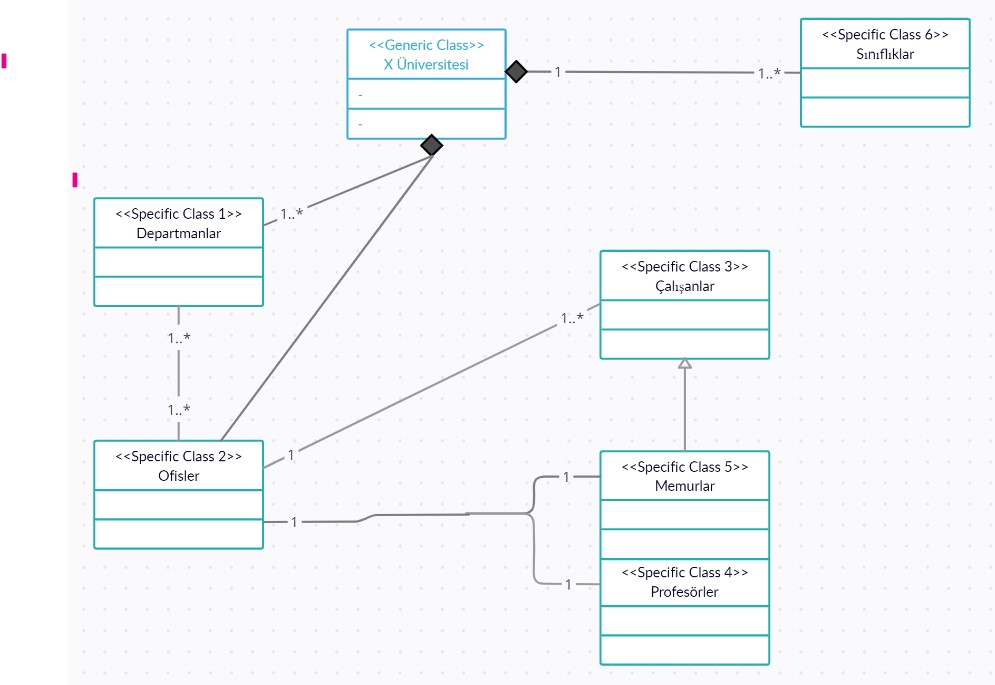 <<Generic Class>>
X Üniversitesi
-
-
1
1..*
<<Specific Class 6>>
Sınıflıklar
<<Specific Class 1>>
Departmanlar
1..*
1..*
1..*
<<Specific Class 3>>
Çalışanlar
1..*
1
<<Specific Class 2>>
Ofisler
1
1
<<Specific Class 5>>
Memurlar
1
<<Specific Class 4>>
Profesörler